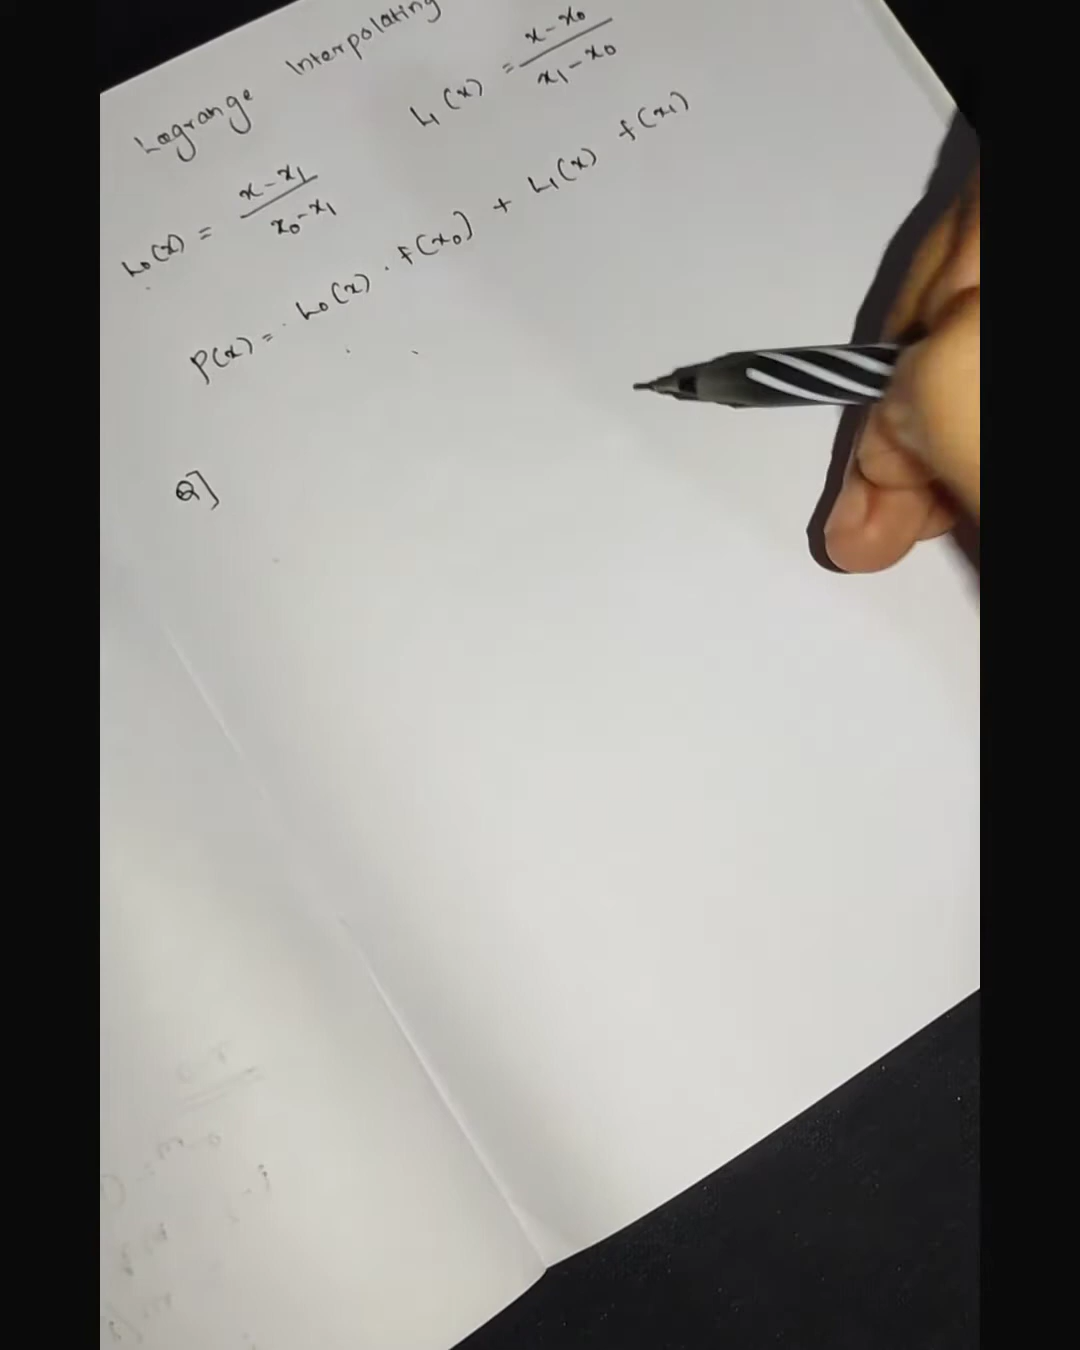 Lagrange Interpolating
L₀(x) = x-x₁ / x₀-x₁
L₁(x) = x-x₀ / x₁-x₀
P(x) = L₀(x) · f(x₀) + L₁(x) f(x₁)
Q]